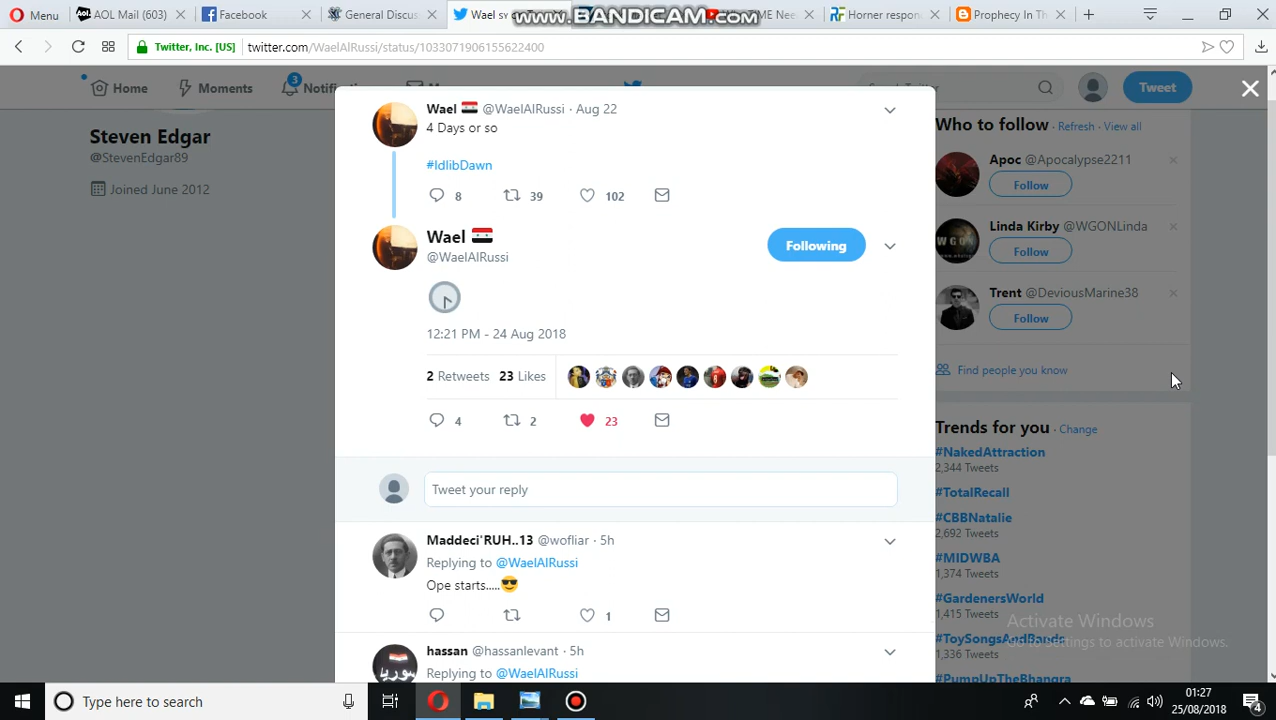 Menu
AOL Mail (603)
Facebook
General Discus
Wael sy
ME Nee
Horner respon
Prophecy In Th
www.BANDICAM.com
Twitter, Inc. [US]
twitter.com/WaelAlRussi/status/1033071906155622400
Home
Moments
3
Tweet
Steven Edgar
@StevenEdgar89
Joined June 2012
Wael @WaelAlRussi · Aug 22
4 Days or so
#IdlibDawn
8 39 102
Wael
@WaelAlRussi
Following
12:21 PM - 24 Aug 2018
2 Retweets 23 Likes
4 2 23
Tweet your reply
Maddeci'RUH..13 @wofliar · 5h
Replying to @WaelAlRussi
Ope starts.....😎
1
hassan @hassanlevant · 5h
Replying to @WaelAlRussi
Who to follow · Refresh · View all
Apoc @Apocalypse2211
Follow
Linda Kirby @WGONLinda
Follow
Trent @DeviousMarine38
Follow
Find people you know
Trends for you · Change
#NakedAttraction
2,344 Tweets
#TotalRecall
#CBBNatalie
2,692 Tweets
#MIDWBA
1,374 Tweets
#GardenersWorld
1,415 Tweets
#ToySongsAndBands
1,336 Tweets
#PumpUpTheBhangra
Activate Windows
Go to Settings to activate Windows.
Type here to search
01:27
25/08/2018
4